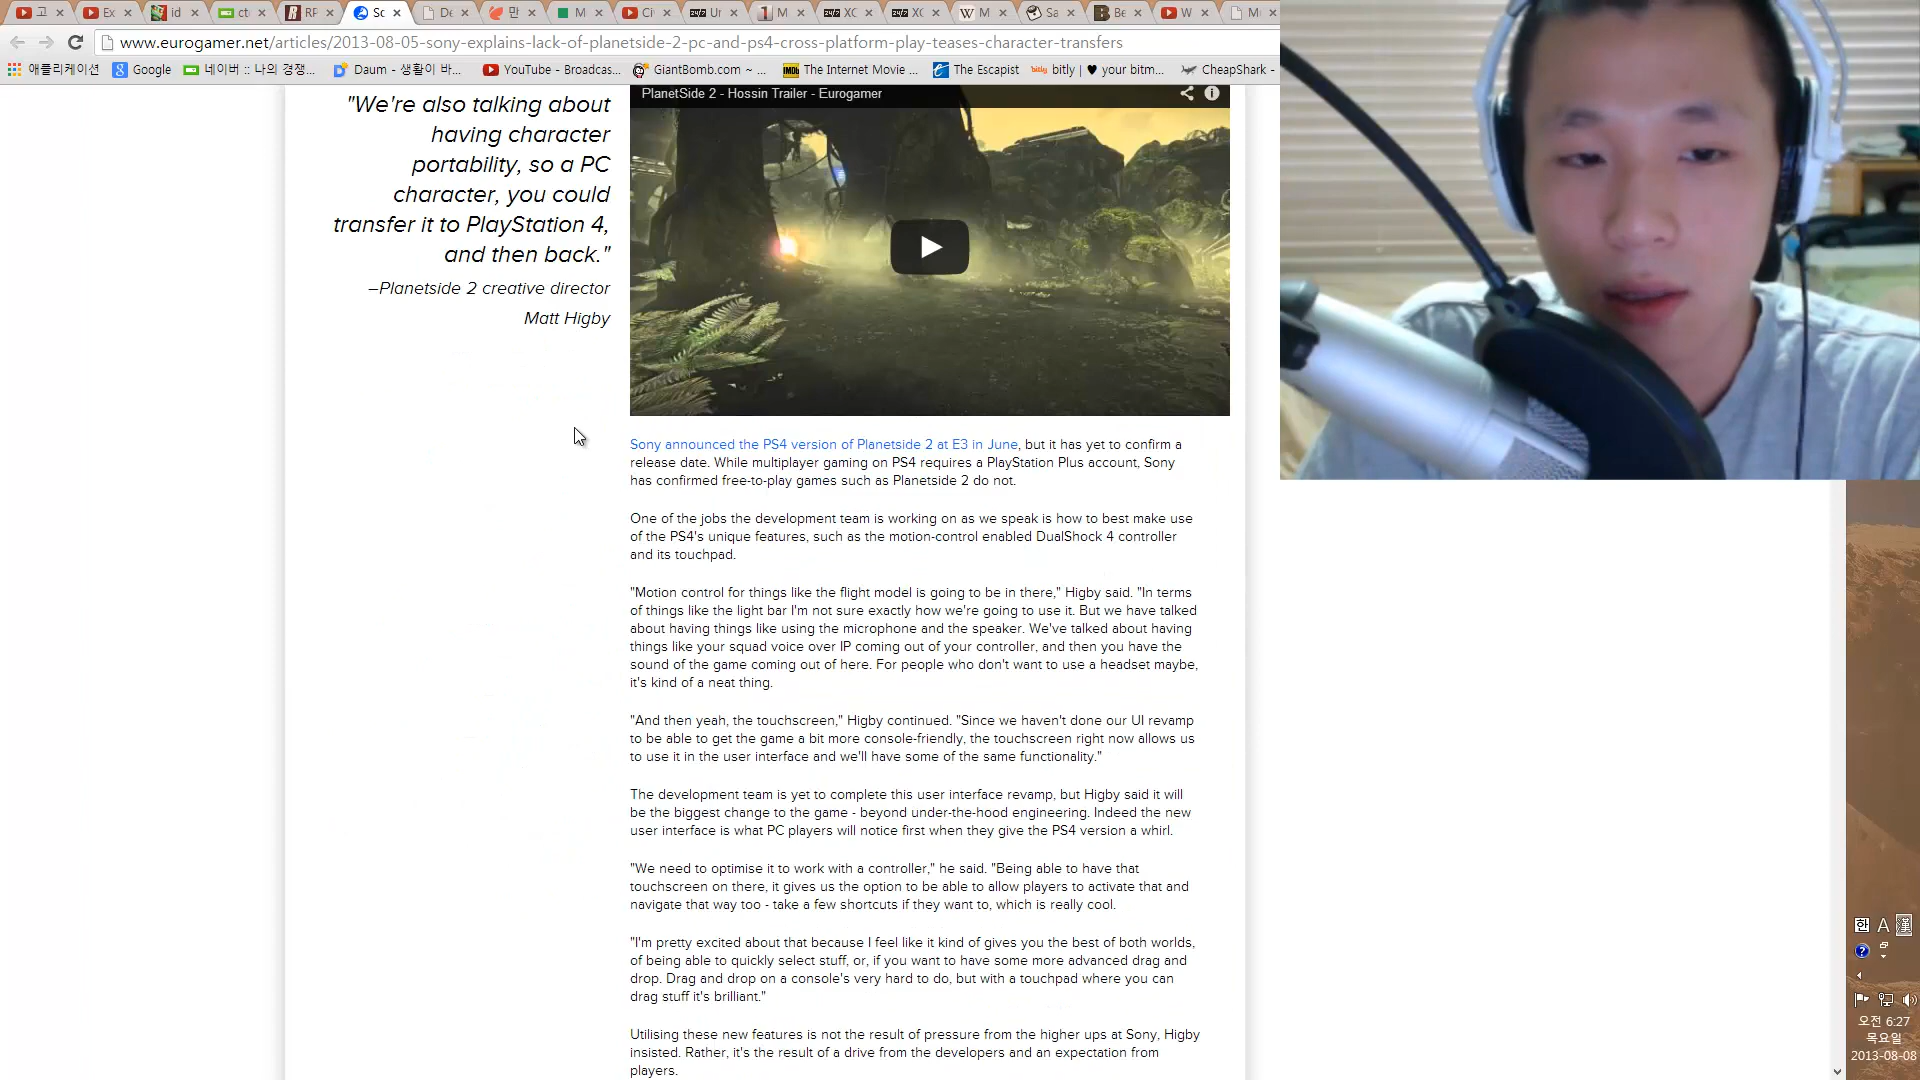 고
Ex
id
ct
RP
Sc
De
만
M
Ci
Ur
M
XC
XC
M
Sa
Be
W
M
www.eurogamer.net/articles/2013-08-05-sony-explains-lack-of-planetside-2-pc-and-ps4-cross-platform-play-teases-character-transfers
애플리케이션
Google
네이버 :: 나의 경쟁...
Daum - 생활이 바...
YouTube - Broadcas...
GiantBomb.com ~ ...
The Internet Movie ...
The Escapist
bitly | ♥ your bitm...
CheapShark -
"We're also talking about
having character
portability, so a PC
character, you could
transfer it to PlayStation 4,
and then back."
–Planetside 2 creative director
Matt Higby
PlanetSide 2 - Hossin Trailer - Eurogamer
Sony announced the PS4 version of Planetside 2 at E3 in June, but it has yet to confirm a
release date. While multiplayer gaming on PS4 requires a PlayStation Plus account, Sony
has confirmed free-to-play games such as Planetside 2 do not.
One of the jobs the development team is working on as we speak is how to best make use
of the PS4's unique features, such as the motion-control enabled DualShock 4 controller
and its touchpad.
"Motion control for things like the flight model is going to be in there," Higby said. "In terms
of things like the light bar I'm not sure exactly how we're going to use it. But we have talked
about having things like using the microphone and the speaker. We've talked about having
things like your squad voice over IP coming out of your controller, and then you have the
sound of the game coming out of here. For people who don't want to use a headset maybe,
it's kind of a neat thing.
"And then yeah, the touchscreen," Higby continued. "Since we haven't done our UI revamp
to be able to get the game a bit more console-friendly, the touchscreen right now allows us
to use it in the user interface and we'll have some of the same functionality."
The development team is yet to complete this user interface revamp, but Higby said it will
be the biggest change to the game - beyond under-the-hood engineering. Indeed the new
user interface is what PC players will notice first when they give the PS4 version a whirl.
"We need to optimise it to work with a controller," he said. "Being able to have that
touchscreen on there, it gives us the option to be able to allow players to activate that and
navigate that way too - take a few shortcuts if they want to, which is really cool.
"I'm pretty excited about that because I feel like it kind of gives you the best of both worlds,
of being able to quickly select stuff, or, if you want to have some more advanced drag and
drop. Drag and drop on a console's very hard to do, but with a touchpad where you can
drag stuff it's brilliant."
Utilising these new features is not the result of pressure from the higher ups at Sony, Higby
insisted. Rather, it's the result of a drive from the developers and an expectation from
players.
한 A 漢
오전 6:27
목요일
2013-08-08